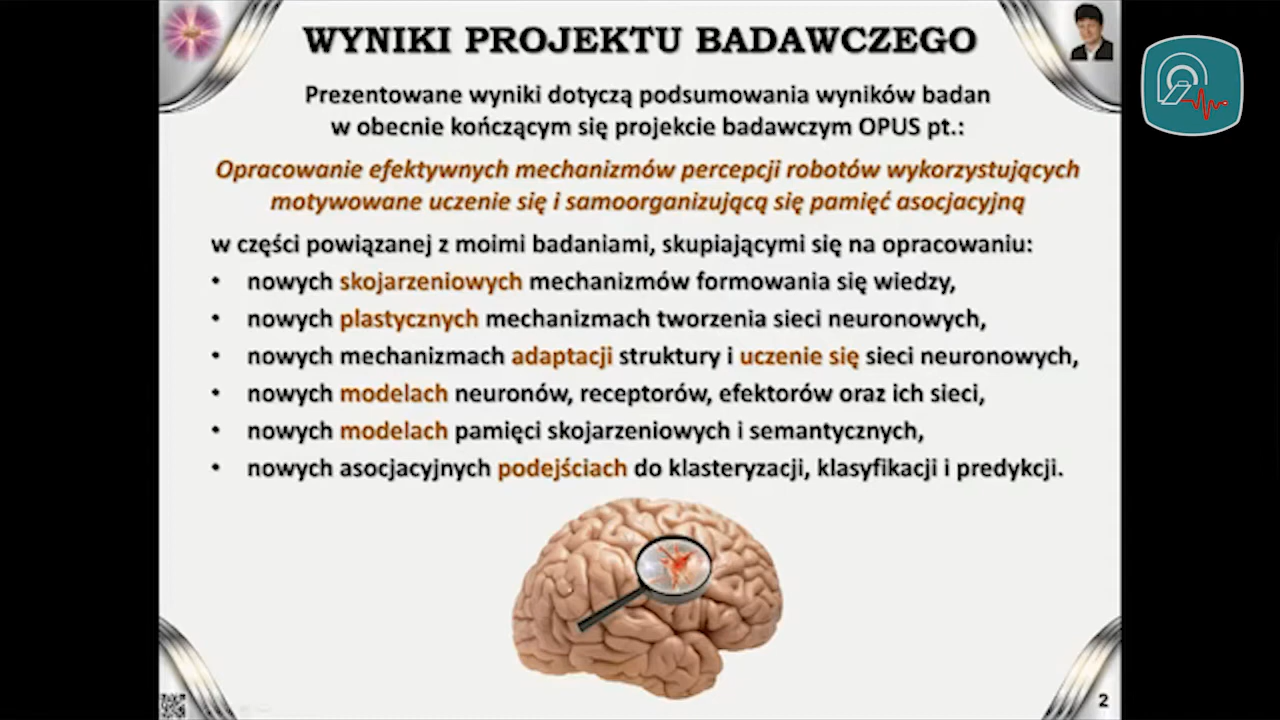 WYNIKI PROJEKTU BADAWCZEGO
Prezentowane wyniki dotyczą podsumowania wyników badan
w obecnie kończącym się projekcie badawczym OPUS pt.:
Opracowanie efektywnych mechanizmów percepcji robotów wykorzystujących
motywowane uczenie się i samoorganizującą się pamięć asocjacyjną
w części powiązanej z moimi badaniami, skupiającymi się na opracowaniu:
• nowych skojarzeniowych mechanizmów formowania się wiedzy,
• nowych plastycznych mechanizmach tworzenia sieci neuronowych,
• nowych mechanizmach adaptacji struktury i uczenie się sieci neuronowych,
• nowych modelach neuronów, receptorów, efektorów oraz ich sieci,
• nowych modelach pamięci skojarzeniowych i semantycznych,
• nowych asocjacyjnych podejściach do klasteryzacji, klasyfikacji i predykcji.
2